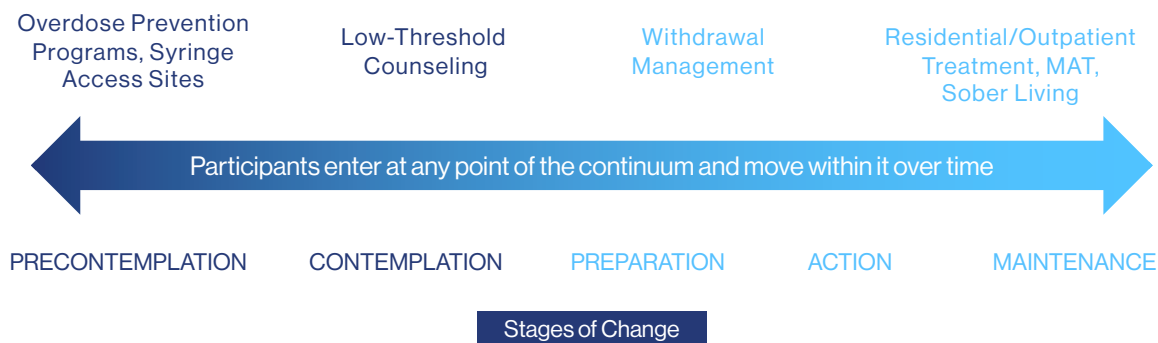 Overdose Prevention
Programs, Syringe
Access Sites
Low-Threshold
Counseling
Withdrawal
Management
Residential/Outpatient
Treatment, MAT,
Sober Living
Participants enter at any point of the continuum and move within it over time
PRECONTEMPLATION
CONTEMPLATION
PREPARATION
ACTION
MAINTENANCE
Stages of Change